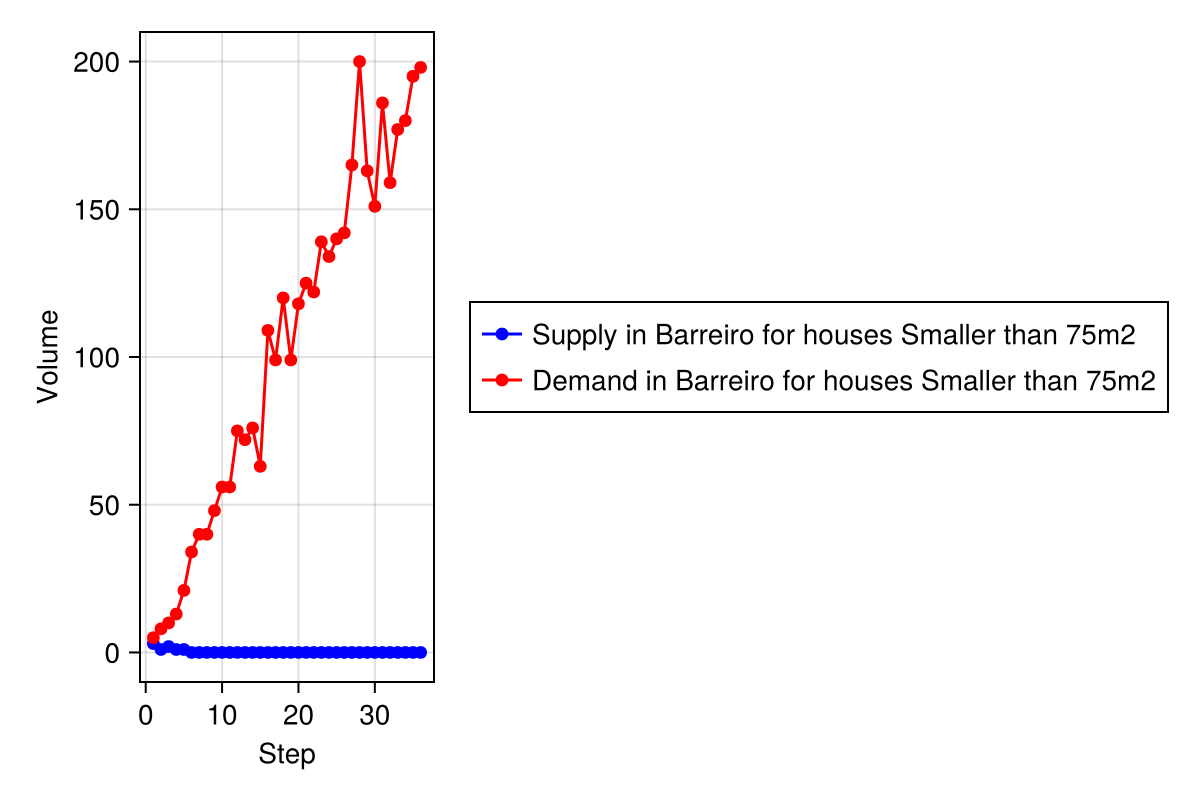 200
150
100
50
0
Volume
0 10 20 30
Step
Supply in Barreiro for houses Smaller than 75m2
Demand in Barreiro for houses Smaller than 75m2